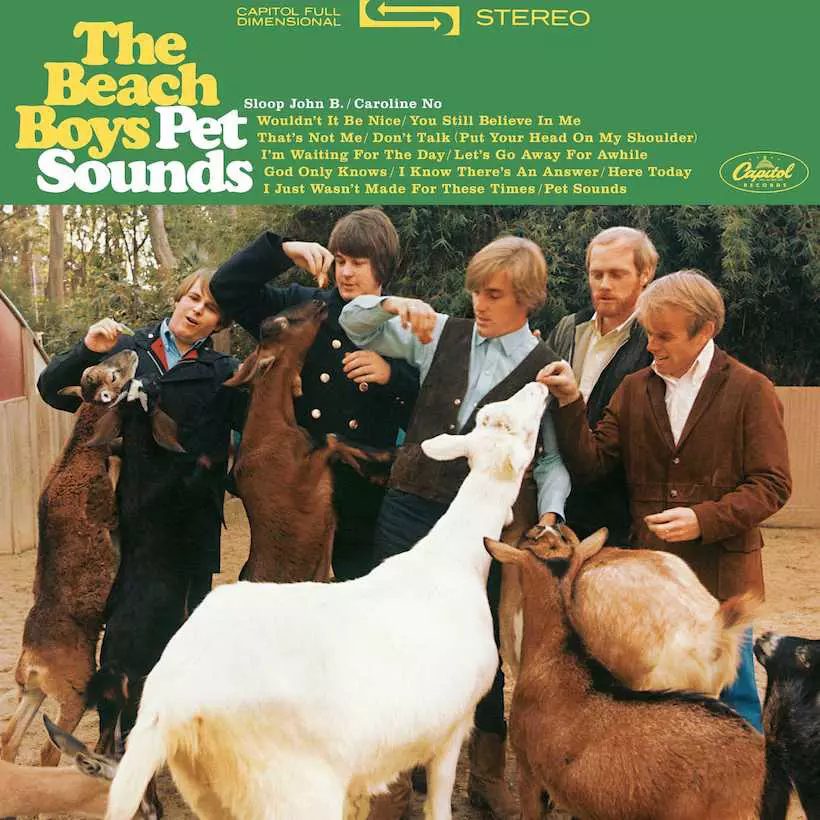 CAPITOL FULL
DIMENSIONAL
STEREO
The
Beach
Boys Pet
Sounds
Sloop John B. / Caroline No
Wouldn't It Be Nice / You Still Believe In Me
That's Not Me / Don't Talk (Put Your Head On My Shoulder)
I'm Waiting For The Day / Let's Go Away For Awhile
God Only Knows / I Know There's An Answer / Here Today
I Just Wasn't Made For These Times / Pet Sounds
Capitol
RECORDS